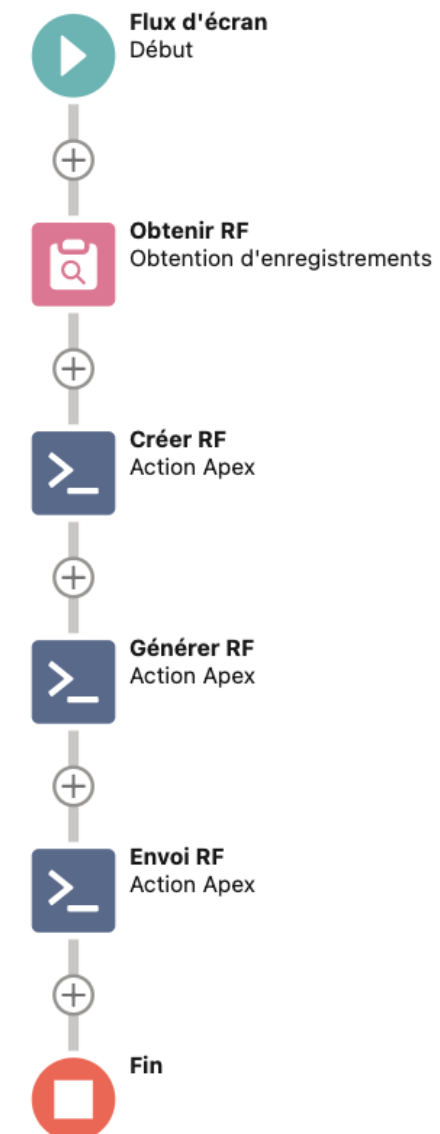 Flux d'écran
Début
Obtenir RF
Obtention d'enregistrements
Créer RF
Action Apex
Générer RF
Action Apex
Envoi RF
Action Apex
Fin